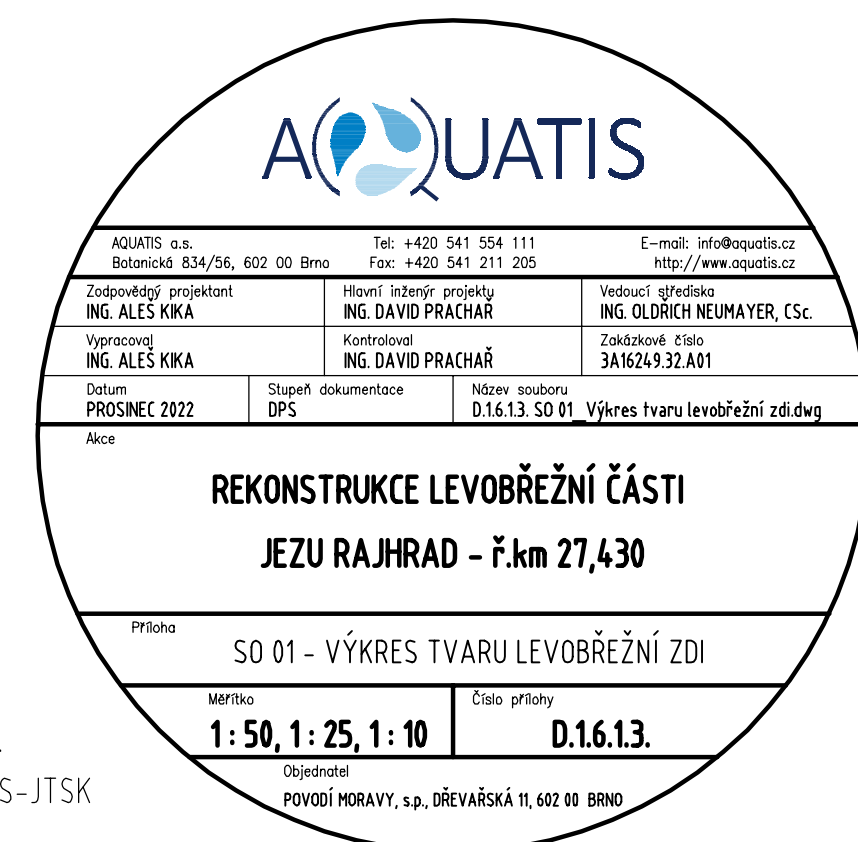 AQUATIS
AQUATIS a.s. Tel: +420 541 554 111 E-mail: info@aquatis.cz
Botanická 834/56, 602 00 Brno Fax: +420 541 211 205 http://www.aquatis.cz
Zodpovědný projektant Hlavní inženýr projektu Vedoucí střediska
ING. ALEŠ KIKA ING. DAVID PRACHAŘ ING. OLDŘICH NEUMAYER, CSc.
Vypracoval Kontroloval Zakázkové číslo
ING. ALEŠ KIKA ING. DAVID PRACHAŘ 3A16249.32.A01
Datum Stupeň dokumentace Název souboru
PROSINEC 2022 DPS D.1.6.1.3. SO 01_Výkres tvaru levobřežní zdi.dwg
Akce
REKONSTRUKCE LEVOBŘEŽNÍ ČÁSTI
JEZU RAJHRAD - ř.km 27,430
Příloha
SO 01 - VÝKRES TVARU LEVOBŘEŽNÍ ZDI
Měřítko Číslo přílohy
1 : 50, 1 : 25, 1 : 10 D.1.6.1.3.
S-JTSK
Objednatel
POVODÍ MORAVY, s.p., DŘEVAŘSKÁ 11, 602 00 BRNO